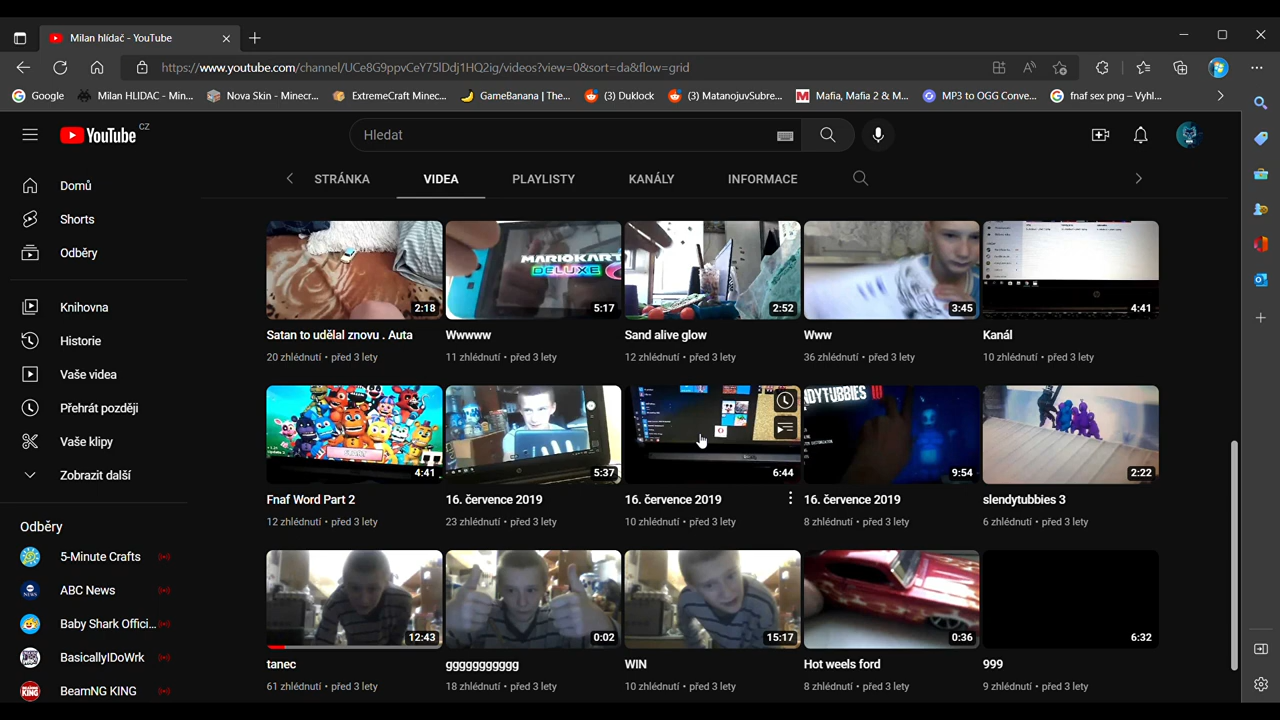 Milan hlídač - YouTube
https://www.youtube.com/channel/UCe8G9ppvCeY75lDdj1HQ2ig/videos?view=0&sort=da&flow=grid
Google
Milan HLIDAC - Min...
Nova Skin - Minecr...
ExtremeCraft Minec...
GameBanana | The...
(3) Duklock
(3) MatanojuvSubre...
Mafia, Mafia 2 & M...
MP3 to OGG Conve...
fnaf sex png – Vyhl...
YouTube CZ
Hledat
STRÁNKA
VIDEA
PLAYLISTY
KANÁLY
INFORMACE
Domů
Shorts
Odběry
Knihovna
Historie
Vaše videa
Přehrát později
Vaše klipy
Zobrazit další
Odběry
5-Minute Crafts
ABC News
Baby Shark Offici...
BasicallyIDoWrk
BeamNG KING
MARIOKART
DELUXE
2:18
5:17
2:52
3:45
4:41
Satan to udělal znovu . Auta
Wwwww
Sand alive glow
Www
Kanál
20 zhlédnutí • před 3 lety
11 zhlédnutí • před 3 lety
12 zhlédnutí • před 3 lety
36 zhlédnutí • před 3 lety
10 zhlédnutí • před 3 lety
NDYTUBBIES III
4:41
5:37
6:44
9:54
2:22
Fnaf Word Part 2
16. července 2019
16. července 2019
16. července 2019
slendytubbies 3
12 zhlédnutí • před 3 lety
23 zhlédnutí • před 3 lety
10 zhlédnutí • před 3 lety
8 zhlédnutí • před 3 lety
6 zhlédnutí • před 3 lety
12:43
0:02
15:17
0:36
6:32
tanec
ggggggggggg
WIN
Hot weels ford
999
61 zhlédnutí • před 3 lety
18 zhlédnutí • před 3 lety
10 zhlédnutí • před 3 lety
8 zhlédnutí • před 3 lety
9 zhlédnutí • před 3 lety